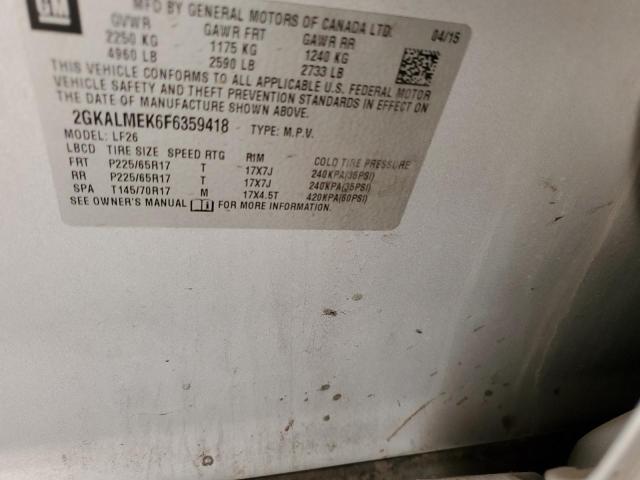 GM
MFD BY GENERAL MOTORS OF CANADA LTD.
GVWR GAWR FRT GAWR RR 04/15
2250 KG 1175 KG 1240 KG
4960 LB 2590 LB 2733 LB
THIS VEHICLE CONFORMS TO ALL APPLICABLE U.S. FEDERAL MOTOR
VEHICLE SAFETY AND THEFT PREVENTION STANDARDS IN EFFECT ON
THE DATE OF MANUFACTURE SHOWN ABOVE.
2GKALMEK6F6359418 TYPE: M.P.V.
MODEL: LF26
LBCD TIRE SIZE SPEED RTG RIM COLD TIRE PRESSURE
FRT P225/65R17 T 17X7J 240KPA(35PSI)
RR P225/65R17 T 17X7J 240KPA(35PSI)
SPA T145/70R17 M 17X4.5T 420KPA(60PSI)
SEE OWNER'S MANUAL FOR MORE INFORMATION.